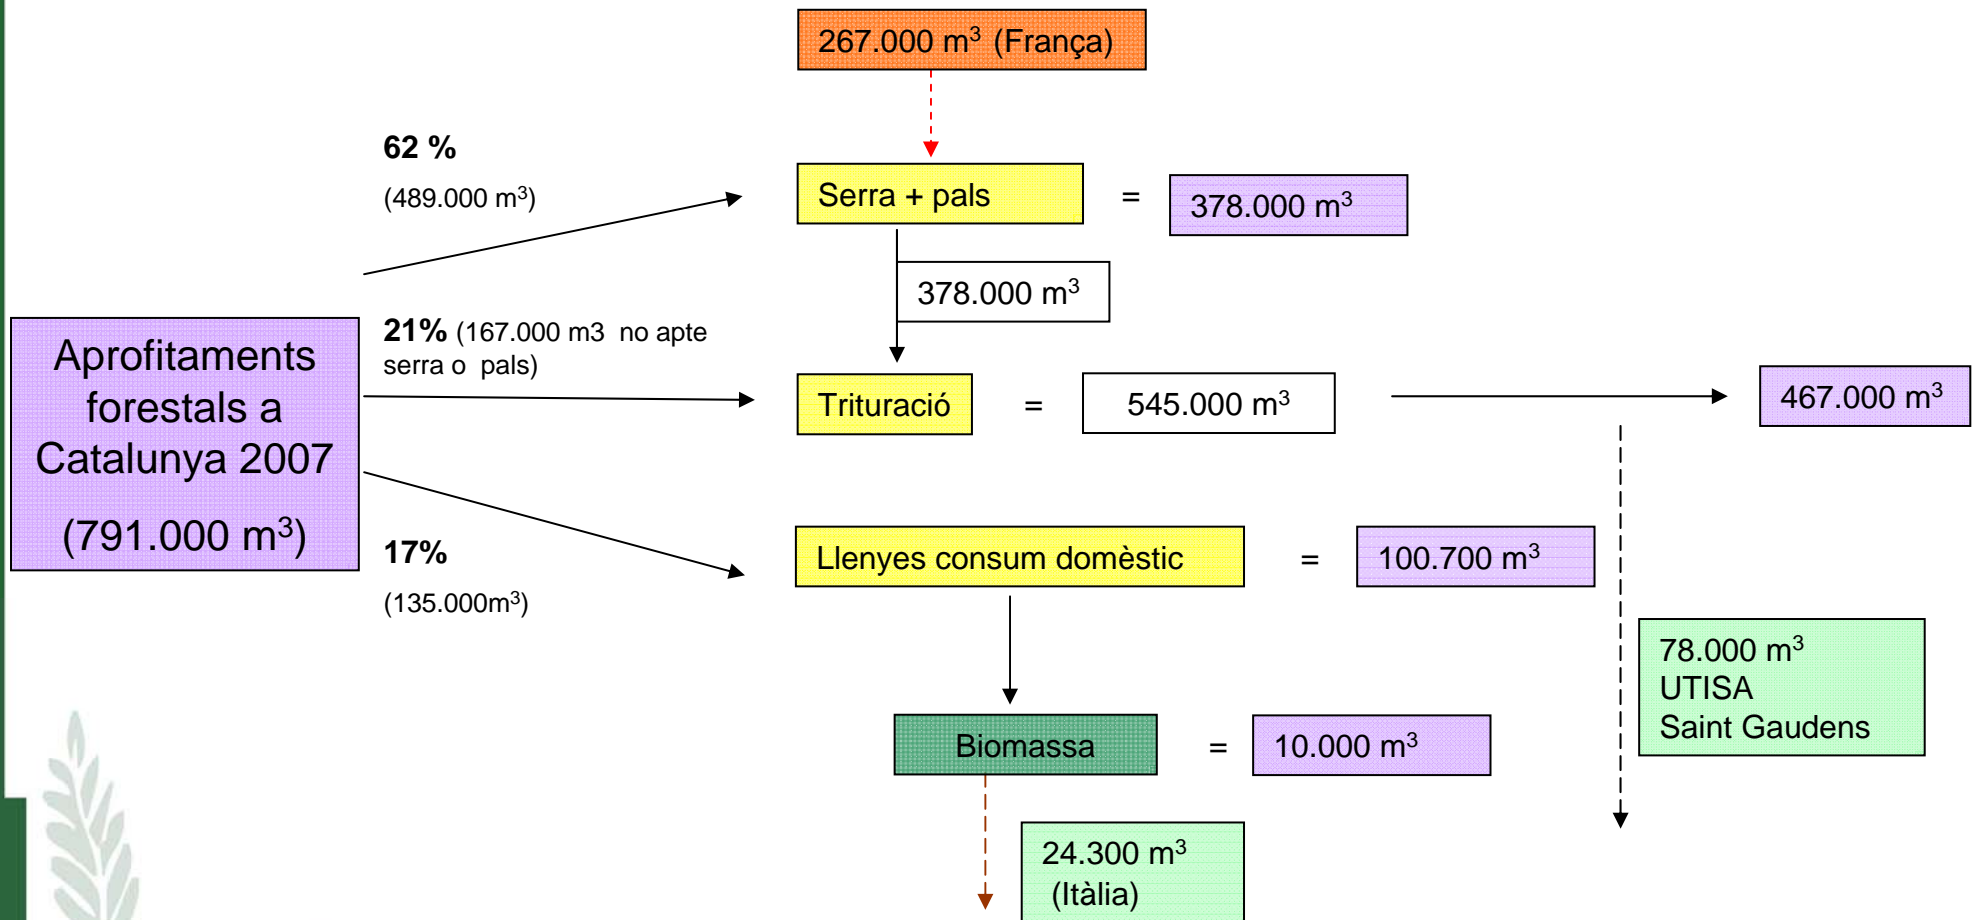 267.000 m³ (França)
62 %
(489.000 m³)
Serra + pals
=
378.000 m³
378.000 m³
21% (167.000 m3 no apte
serra o pals)
Aprofitaments
forestals a
Catalunya 2007
(791.000 m³)
Trituració
=
545.000 m³
467.000 m³
17%
(135.000m³)
Llenyes consum domèstic
=
100.700 m³
78.000 m³
UTISA
Saint Gaudens
Biomassa
=
10.000 m³
24.300 m³
(Itàlia)